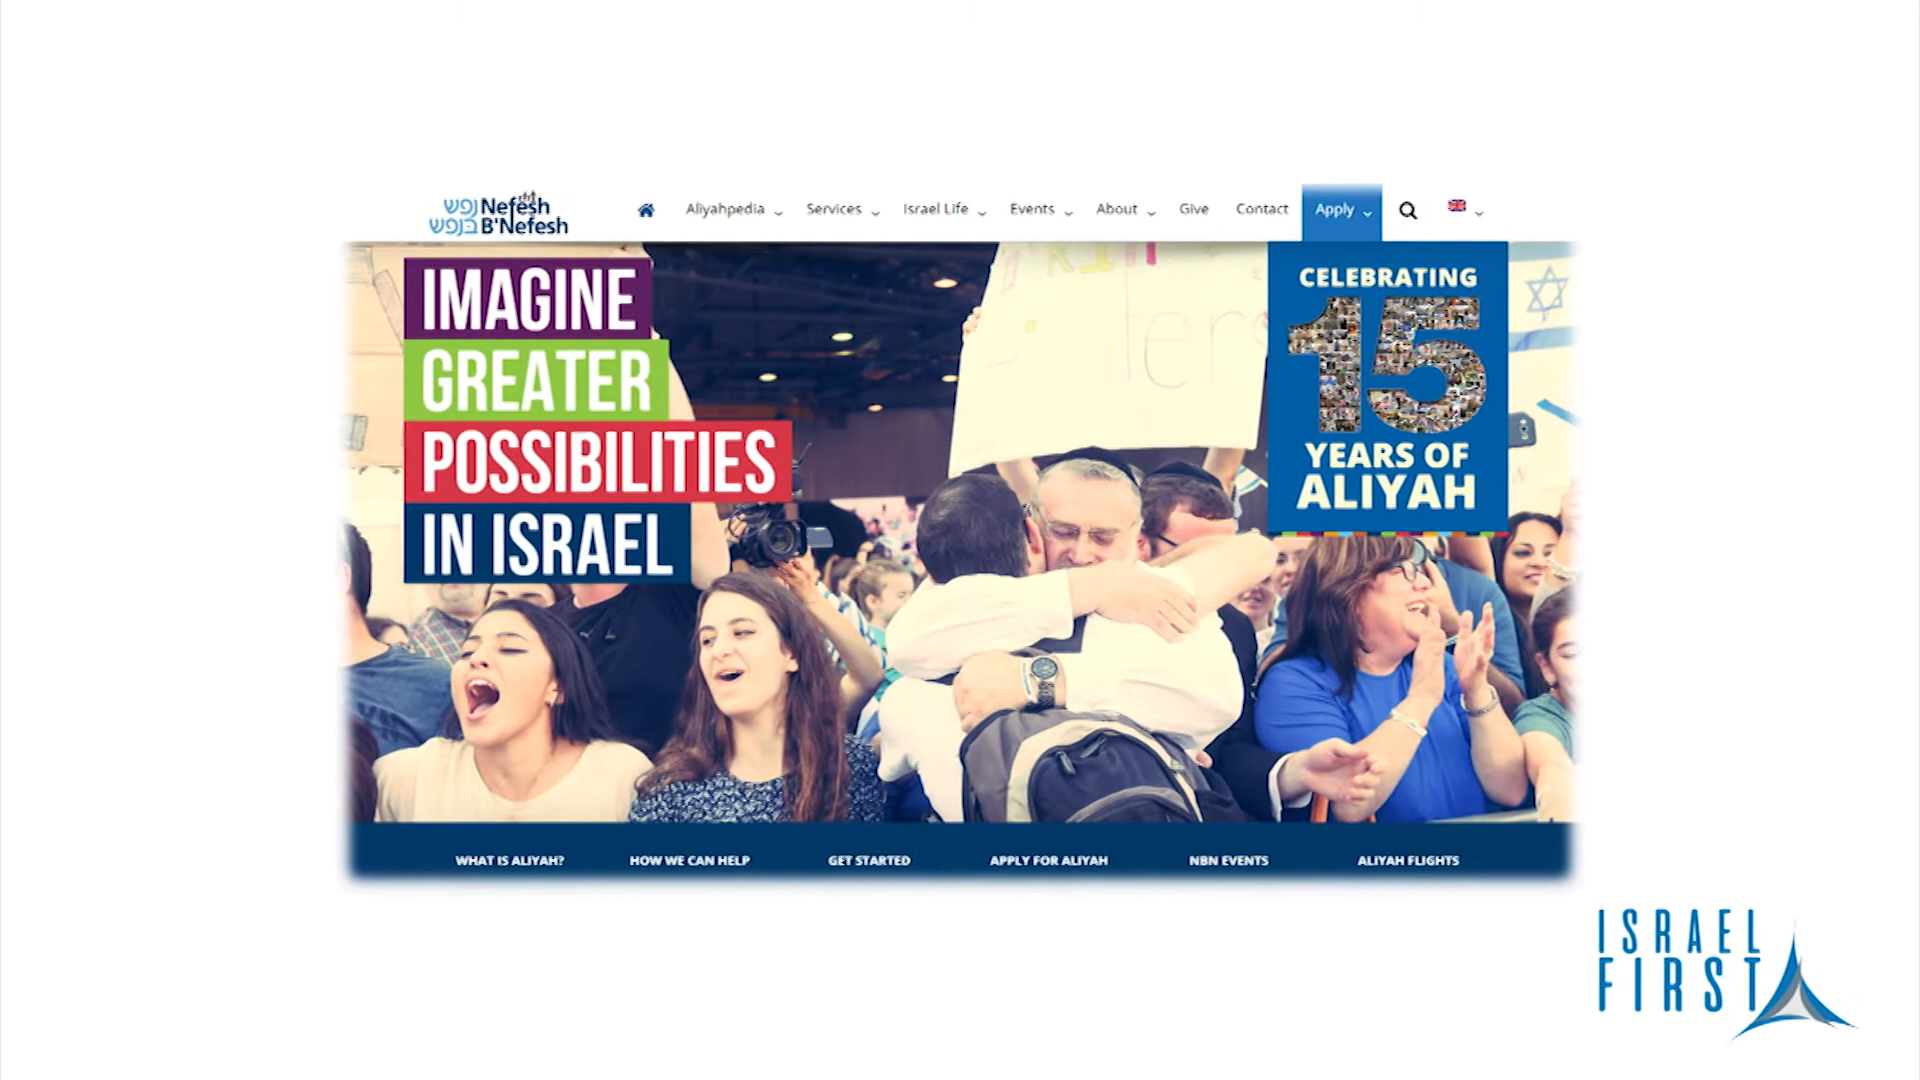 נפש Nefesh
בנפש B'Nefesh
Aliyahpedia Services Israel Life Events About Give Contact Apply
IMAGINE
GREATER
POSSIBILITIES
IN ISRAEL
CELEBRATING
15
YEARS OF
ALIYAH
WHAT IS ALIYAH? HOW WE CAN HELP GET STARTED APPLY FOR ALIYAH NBN EVENTS ALIYAH FLIGHTS
ISRAEL
FIRST